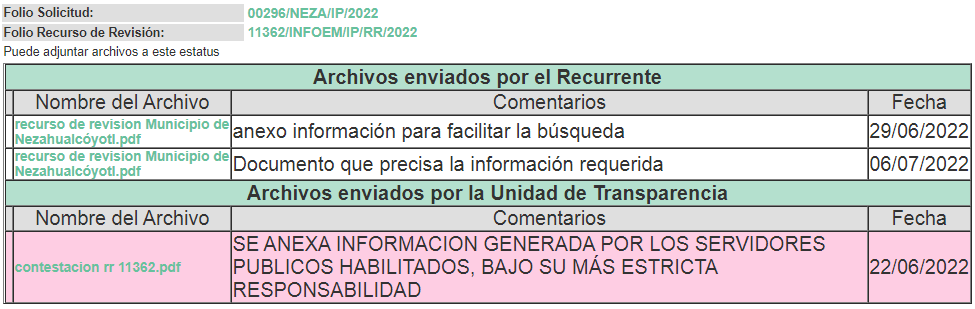 Folio Solicitud: 00296/NEZA/IP/2022
Folio Recurso de Revisión: 11362/INFOEM/IP/RR/2022
Puede adjuntar archivos a este estatus
Archivos enviados por el Recurrente
Nombre del Archivo Comentarios Fecha
recurso de revision Municipio de
Nezahualcóyotl.pdf
anexo información para facilitar la búsqueda 29/06/2022
recurso de revision Municipio de
Nezahualcóyotl.pdf
Documento que precisa la información requerida 06/07/2022
Archivos enviados por la Unidad de Transparencia
Nombre del Archivo Comentarios Fecha
contestacion rr 11362.pdf
SE ANEXA INFORMACION GENERADA POR LOS SERVIDORES
PUBLICOS HABILITADOS, BAJO SU MÁS ESTRICTA
RESPONSABILIDAD
22/06/2022